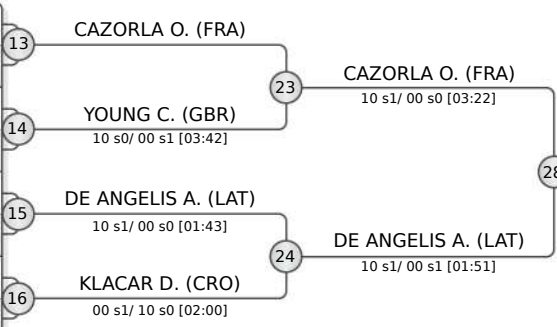 CAZORLA O. (FRA)
13
CAZORLA O. (FRA)
23
10 s1/ 00 s0 [03:22]
YOUNG C. (GBR)
14
10 s0/ 00 s1 [03:42]
28
DE ANGELIS A. (LAT)
15
10 s1/ 00 s0 [01:43]
DE ANGELIS A. (LAT)
24
10 s1/ 00 s1 [01:51]
KLACAR D. (CRO)
16
00 s1/ 10 s0 [02:00]